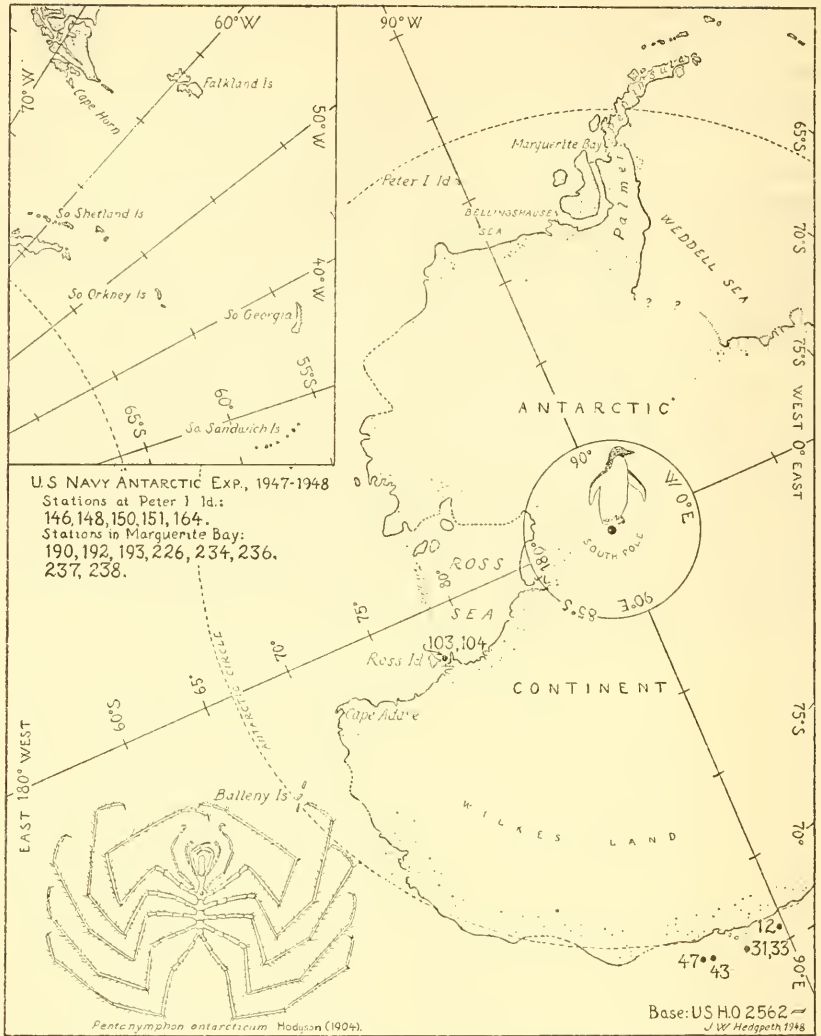 90°W
60°W
70°W
Cape Horn
Falkland Is
50°W
So Shetland Is
So Orkney Is
40°W
So Georgia
55°S
60°
65°S
So Sandwich Is
65°S
Marguerite Bay
Peter I Id
BELLINGSHAUSEN
SEA
Palmer
WEDDELL SEA
70°S
? ?
75°S
WEST 0° EAST
ANTARCTIC
90°
W 0° E
SOUTH POLE
180°
85°S
90°E
U.S NAVY ANTARCTIC EXP., 1947-1948
Stations at Peter I Id.:
146, 148, 150, 151, 164.
Stations in Marguerite Bay:
190, 192, 193, 226, 234, 236.
237, 238.
ROSS
SEA
80°
75°
70°
65°
60°S
ANTARCTIC CIRCLE
103, 104
Ross Id
CONTINENT
Cape Adare
75°S
EAST 180° WEST
Balleny Is
WILKES LAND
70°
12
31,33
47
43
90°E
Pentanymphon antarcticum Hodgson (1904).
Base: US H.O 2562
J W Hedgpeth 1948